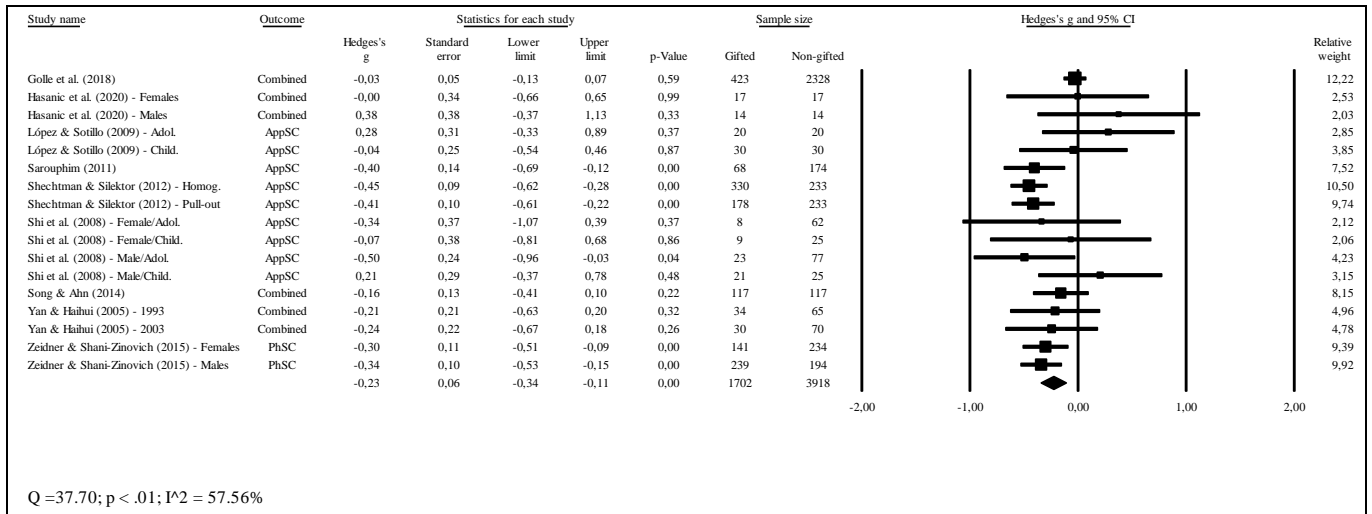 Study name Outcome Statistics for each study Sample size Hedges's g and 95% CI
Hedges's g Standard error Lower limit Upper limit p-Value Gifted Non-gifted Relative weight
Golle et al. (2018) Combined -0,03 0,05 -0,13 0,07 0,59 423 2328 12,22
Hasanic et al. (2020) - Females Combined -0,00 0,34 -0,66 0,65 0,99 17 17 2,53
Hasanic et al. (2020) - Males Combined 0,38 0,38 -0,37 1,13 0,33 14 14 2,03
López & Sotillo (2009) - Adol. AppSC 0,28 0,31 -0,33 0,89 0,37 20 20 2,85
López & Sotillo (2009) - Child. AppSC -0,04 0,25 -0,54 0,46 0,87 30 30 3,85
Sarouphim (2011) AppSC -0,40 0,14 -0,69 -0,12 0,00 68 174 7,52
Shechtman & Silektor (2012) - Homog. AppSC -0,45 0,09 -0,62 -0,28 0,00 330 233 10,50
Shechtman & Silektor (2012) - Pull-out AppSC -0,41 0,10 -0,61 -0,22 0,00 178 233 9,74
Shi et al. (2008) - Female/Adol. AppSC -0,34 0,37 -1,07 0,39 0,37 8 62 2,12
Shi et al. (2008) - Female/Child. AppSC -0,07 0,38 -0,81 0,68 0,86 9 25 2,06
Shi et al. (2008) - Male/Adol. AppSC -0,50 0,24 -0,96 -0,03 0,04 23 77 4,23
Shi et al. (2008) - Male/Child. AppSC 0,21 0,29 -0,37 0,78 0,48 21 25 3,15
Song & Ahn (2014) Combined -0,16 0,13 -0,41 0,10 0,22 117 117 8,15
Yan & Haihui (2005) - 1993 Combined -0,21 0,21 -0,63 0,20 0,32 34 65 4,96
Yan & Haihui (2005) - 2003 Combined -0,24 0,22 -0,67 0,18 0,26 30 70 4,78
Zeidner & Shani-Zinovich (2015) - Females PhSC -0,30 0,11 -0,51 -0,09 0,00 141 234 9,39
Zeidner & Shani-Zinovich (2015) - Males PhSC -0,34 0,10 -0,53 -0,15 0,00 239 194 9,92
-0,23 0,06 -0,34 -0,11 0,00 1702 3918
-2,00 -1,00 0,00 1,00 2,00
Q =37.70; p < .01; I^2 = 57.56%